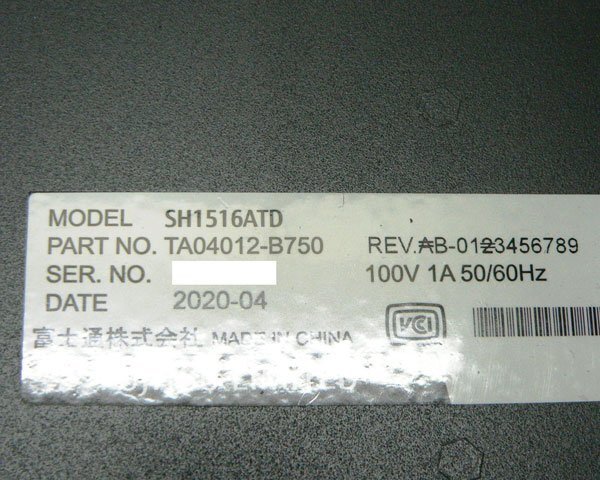 MODEL SH1516ATD
PART NO. TA04012-B750 REV.AB-0123456789
SER. NO. 100V 1A 50/60Hz
DATE 2020-04
富士通株式会社 MADE IN CHINA VCI